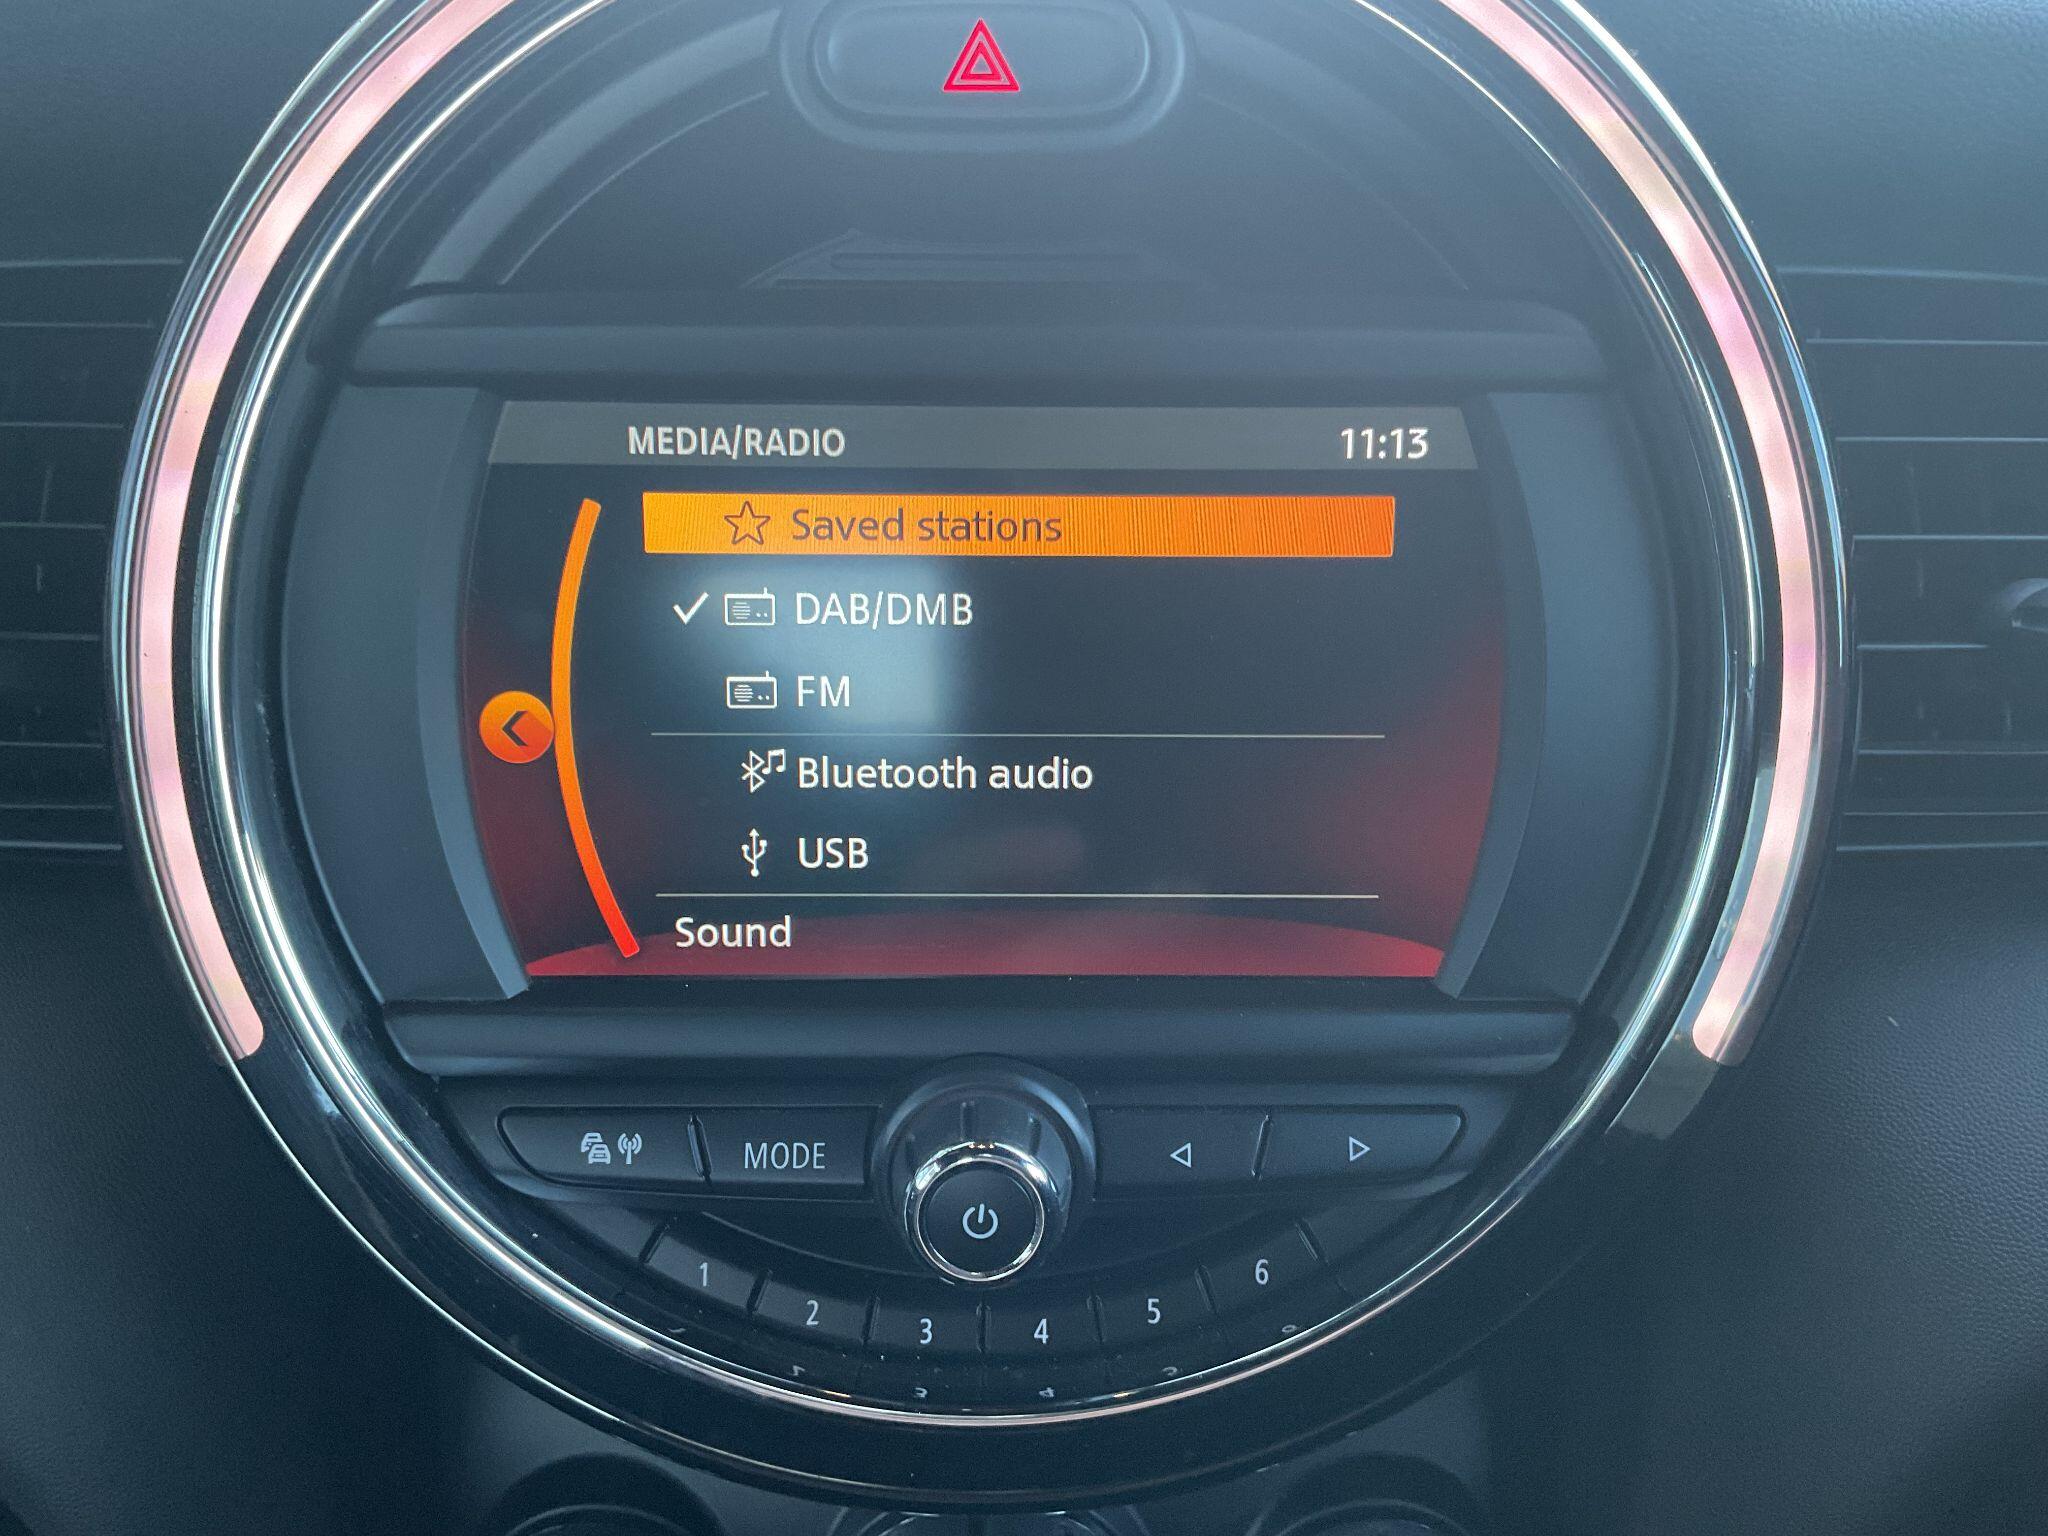 MEDIA/RADIO 11:13
Saved stations
DAB/DMB
FM
Bluetooth audio
USB
Sound
MODE
1 2 3 4 5 6